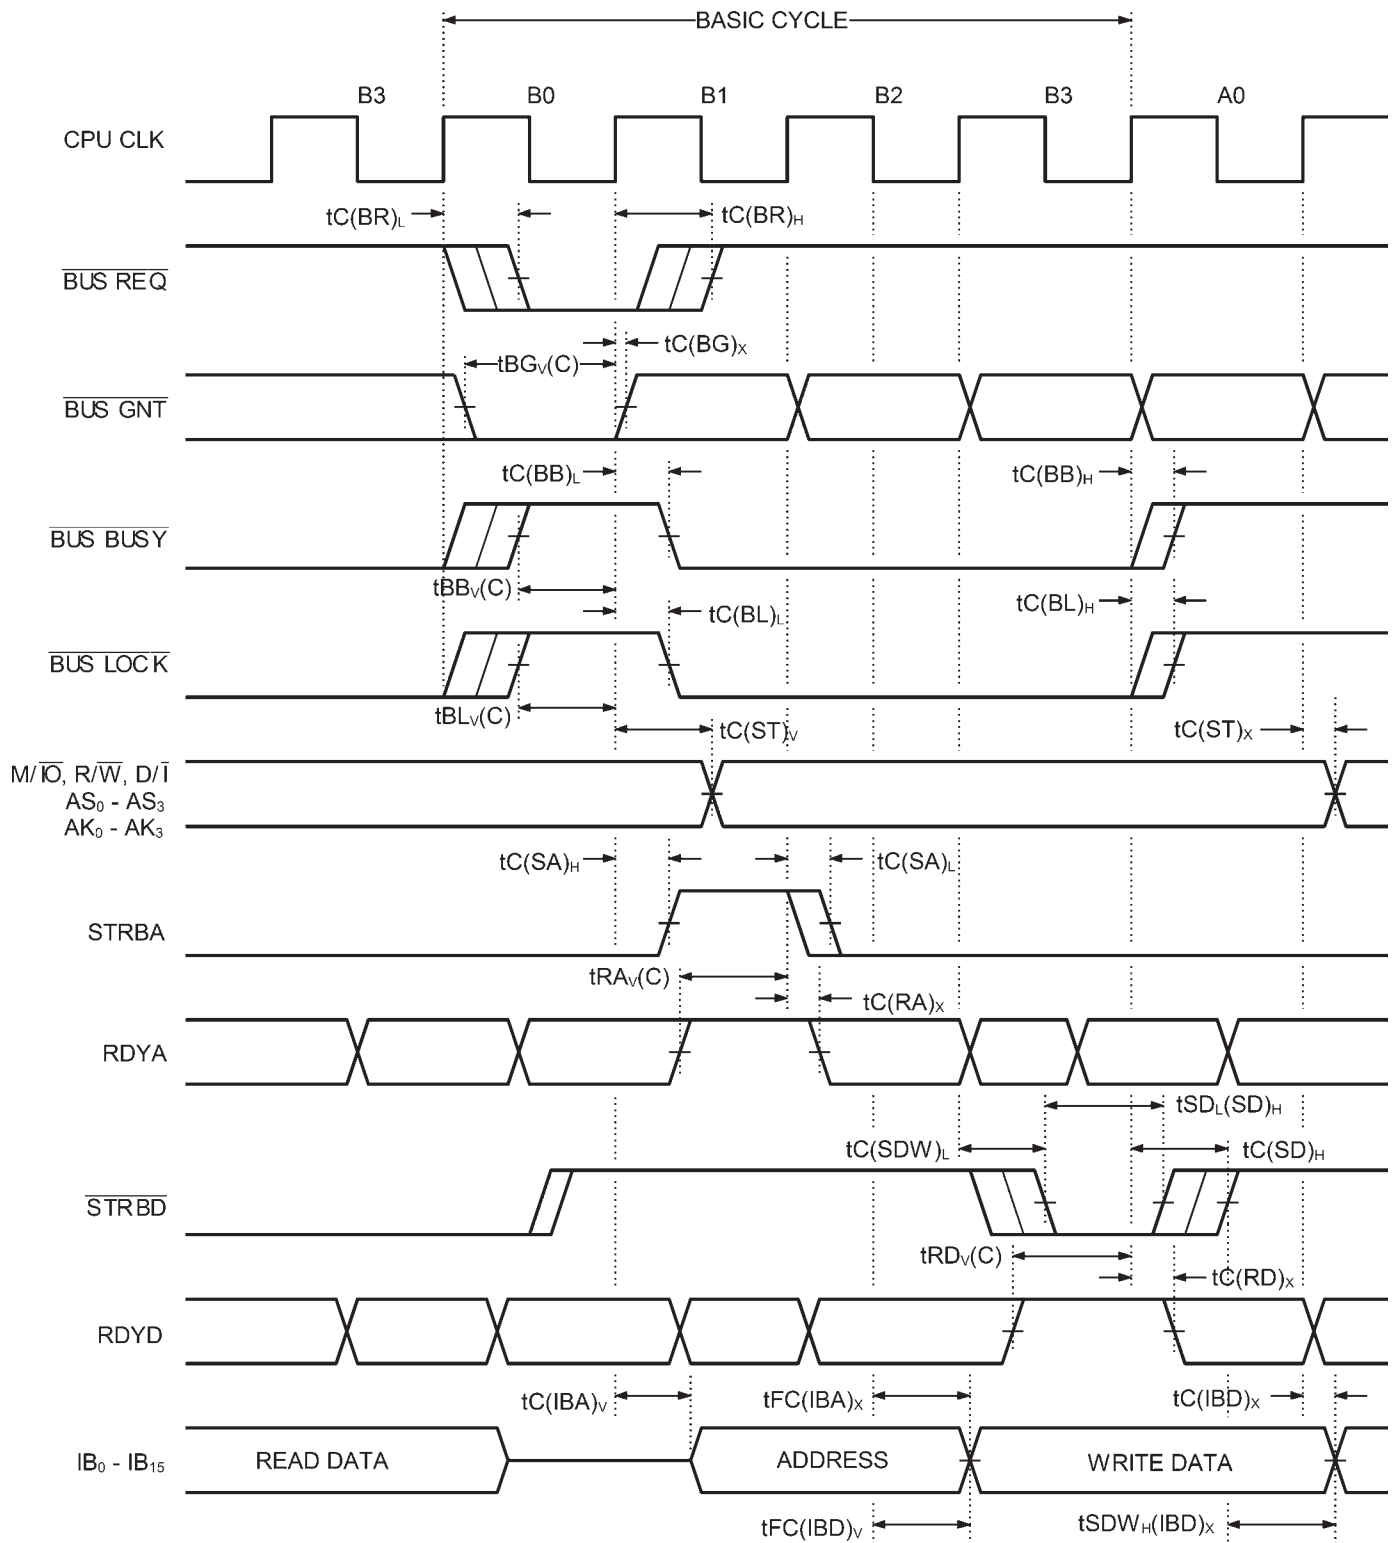 BASIC CYCLE
B3 B0 B1 B2 B3 A0
CPU CLK
tC(BR)L tC(BR)H
BUS REQ
tC(BG)X
tBGV(C)
BUS GNT
tC(BB)L tC(BB)H
BUS BUSY
tBBV(C)
tC(BL)L tC(BL)H
BUS LOCK
tBLV(C)
tC(ST)V tC(ST)X
M/IO, R/W, D/I
AS0 - AS3
AK0 - AK3
tC(SA)H tC(SA)L
STRBA
tRAV(C)
tC(RA)X
RDYA
tSDL(SD)H
tC(SDW)L tC(SD)H
STRBD
tRDV(C)
tC(RD)X
RDYD
tC(IBA)V tFC(IBA)X tC(IBD)X
IB0 - IB15 READ DATA ADDRESS WRITE DATA
tFC(IBD)V tSDWH(IBD)X